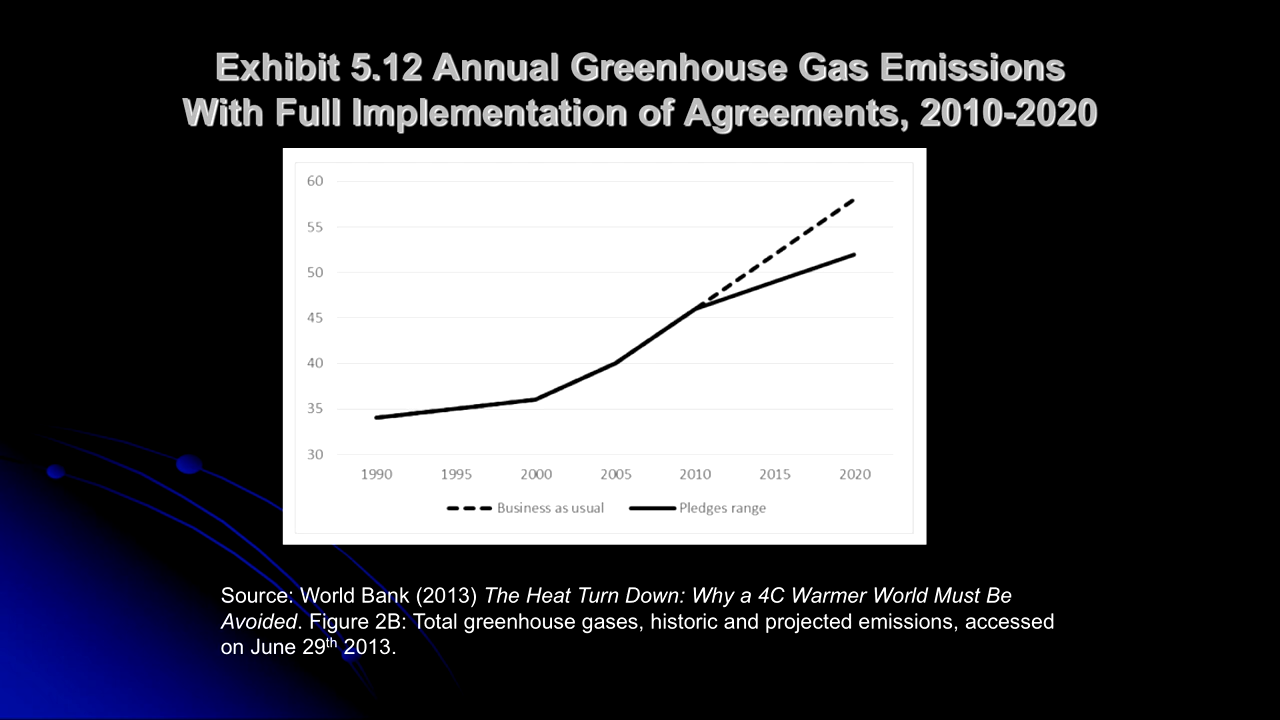 Exhibit 5.12 Annual Greenhouse Gas Emissions
With Full Implementation of Agreements, 2010-2020
60
55
50
45
40
35
30
1990 1995 2000 2005 2010 2015 2020
Business as usual Pledges range
Source: World Bank (2013) The Heat Turn Down: Why a 4C Warmer World Must Be
Avoided. Figure 2B: Total greenhouse gases, historic and projected emissions, accessed
on June 29th 2013.